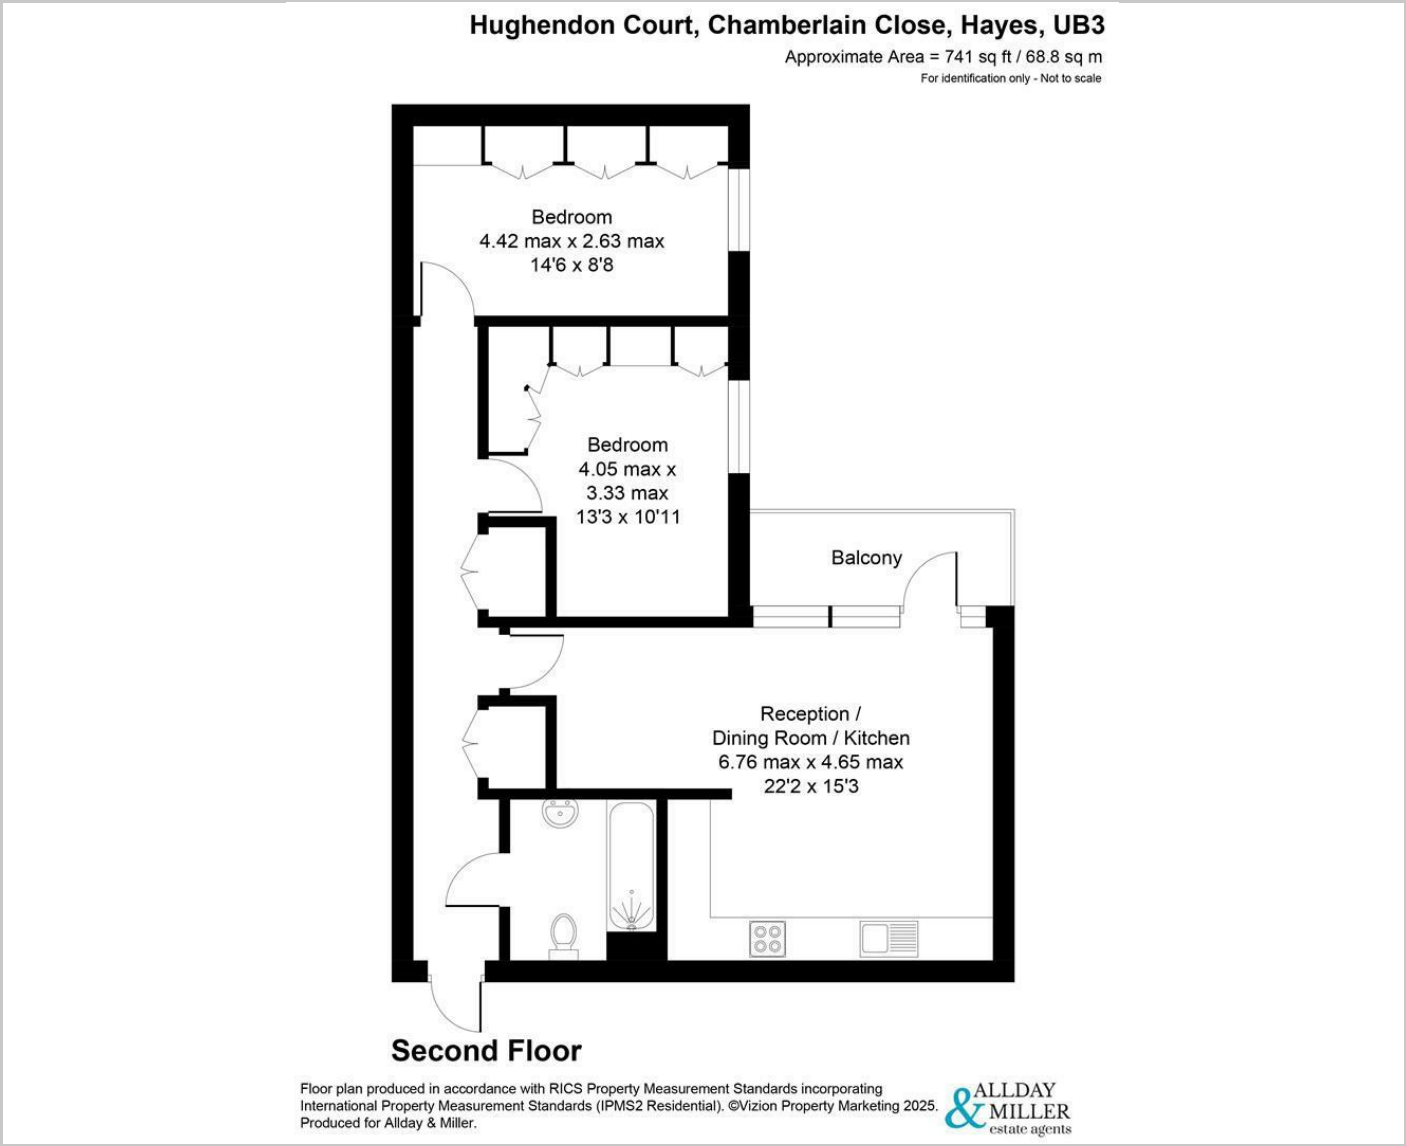 Hughendon Court, Chamberlain Close, Hayes, UB3
Approximate Area = 741 sq ft / 68.8 sq m
For identification only - Not to scale
Bedroom
4.42 max x 2.63 max
14'6 x 8'8
Bedroom
4.05 max x
3.33 max
13'3 x 10'11
Balcony
Reception /
Dining Room / Kitchen
6.76 max x 4.65 max
22'2 x 15'3
Second Floor
Floor plan produced in accordance with RICS Property Measurement Standards incorporating
International Property Measurement Standards (IPMS2 Residential). ©Vizion Property Marketing 2025.
Produced for Allday & Miller.
ALLDAY
& MILLER
estate agents